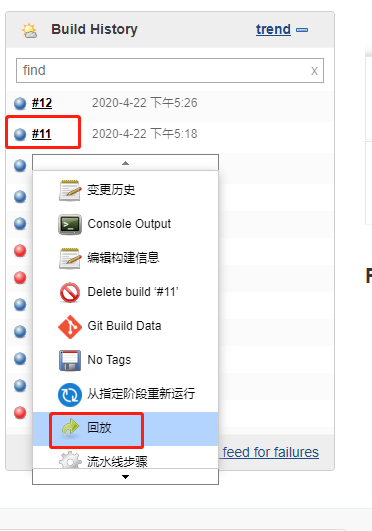 Build History trend
find x
#12 2020-4-22 下午5:26
#11 2020-4-22 下午5:18
变更历史
Console Output
编辑构建信息
Delete build ‘#11’
Git Build Data
No Tags
从指定阶段重新运行
回放
流水线步骤
feed for failures